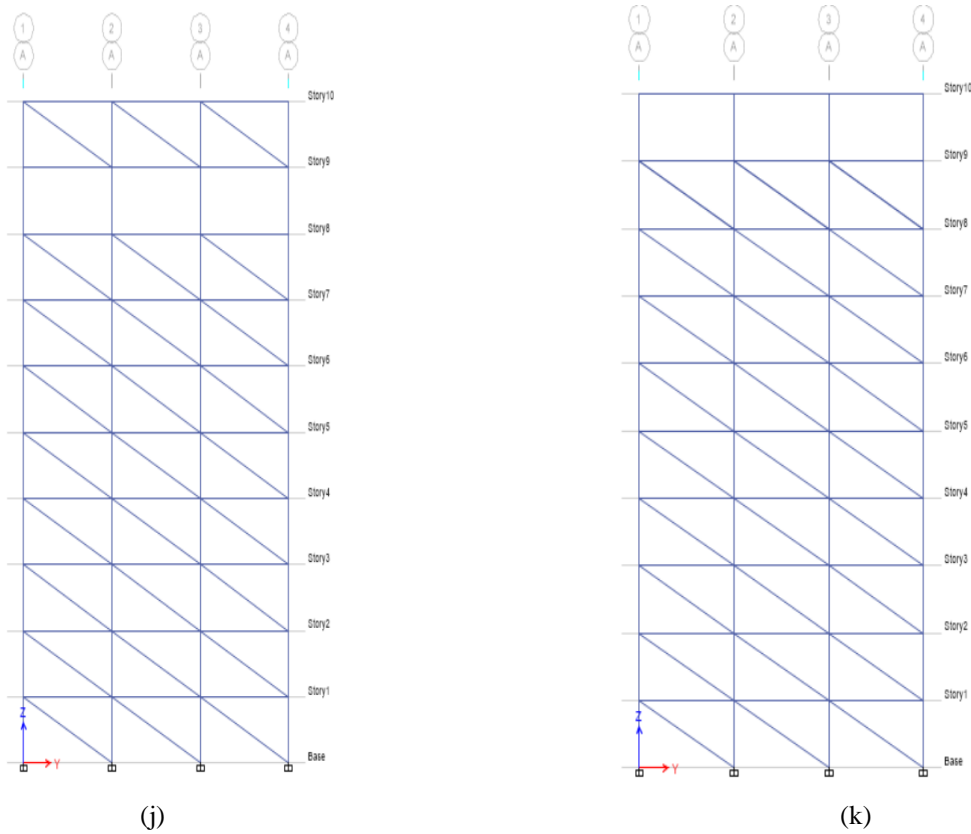 1 2 3 4
A A A A
Story10
Story9
Story8
Story7
Story6
Story5
Story4
Story3
Story2
Story1
Z
Base
Y
(j)
1 2 3 4
A A A A
Story10
Story9
Story8
Story7
Story6
Story5
Story4
Story3
Story2
Story1
Z
Base
Y
(k)